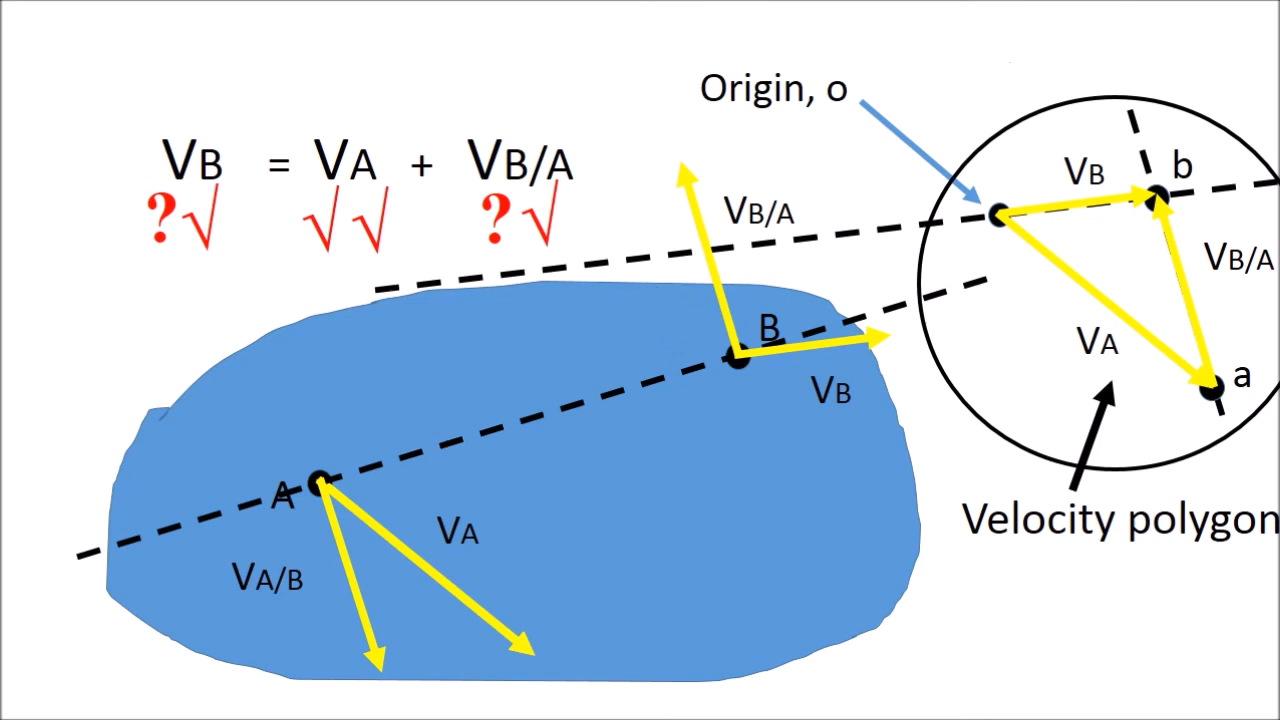 Origin, o
VB = VA + VB/A
?√ √√ ?√
VB
b
VB/A
VB/A
B
VA
a
VB
A
VA
VA/B
Velocity polygon